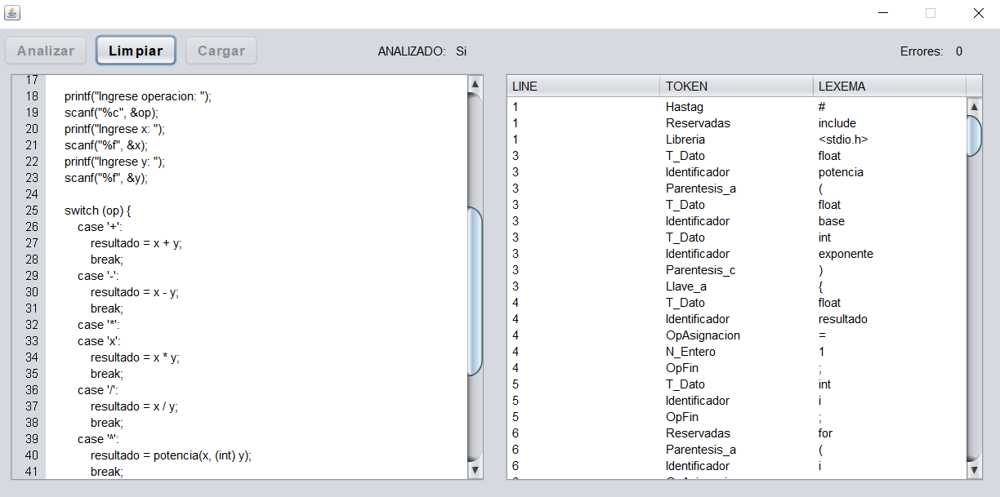 Analizar Limpiar Cargar ANALIZADO: Si Errores: 0
17
18 printf("Ingrese operacion: ");
19 scanf("%c", &op);
20 printf("Ingrese x: ");
21 scanf("%f", &x);
22 printf("Ingrese y: ");
23 scanf("%f", &y);
24
25 switch (op) {
26 case '+':
27 resultado = x + y;
28 break;
29 case '-':
30 resultado = x - y;
31 break;
32 case '*':
33 case 'x':
34 resultado = x * y;
35 break;
36 case '/':
37 resultado = x / y;
38 break;
39 case '^':
40 resultado = potencia(x, (int) y);
41 break;
LINE TOKEN LEXEMA
1 Hastag #
1 Reservadas include
1 Libreria <stdio.h>
3 T_Dato float
3 Identificador potencia
3 Parentesis_a (
3 T_Dato float
3 Identificador base
3 T_Dato int
3 Identificador exponente
3 Parentesis_c )
3 Llave_a {
4 T_Dato float
4 Identificador resultado
4 OpAsignacion =
4 N_Entero 1
4 OpFin ;
5 T_Dato int
5 Identificador i
5 OpFin ;
6 Reservadas for
6 Parentesis_a (
6 Identificador i